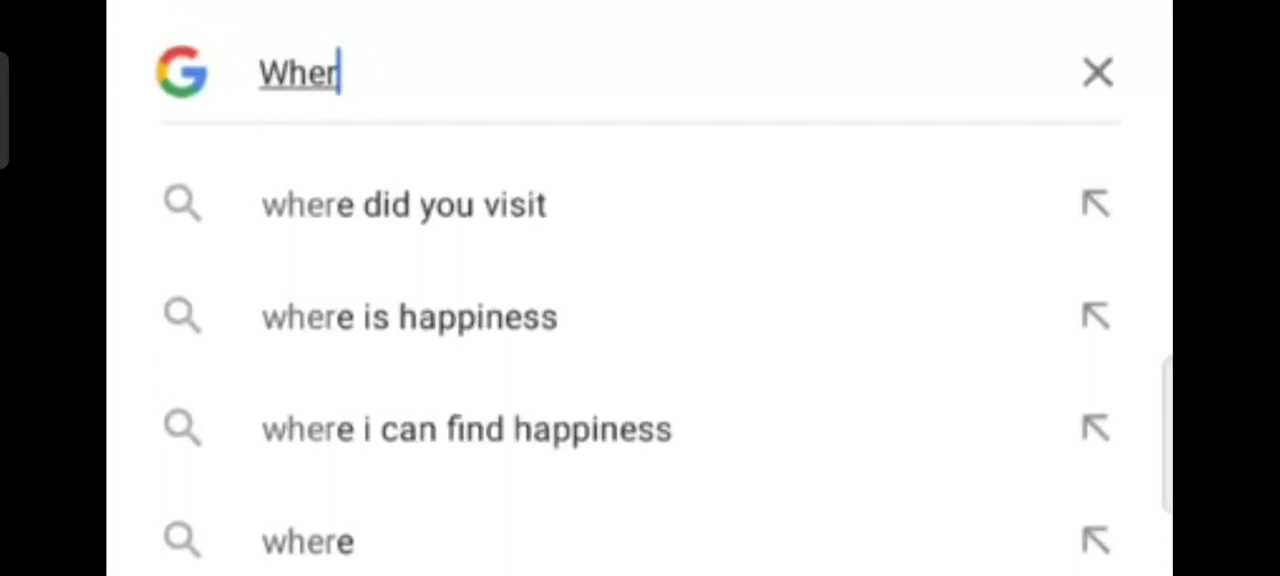 Wher
where did you visit
where is happiness
where i can find happiness
where